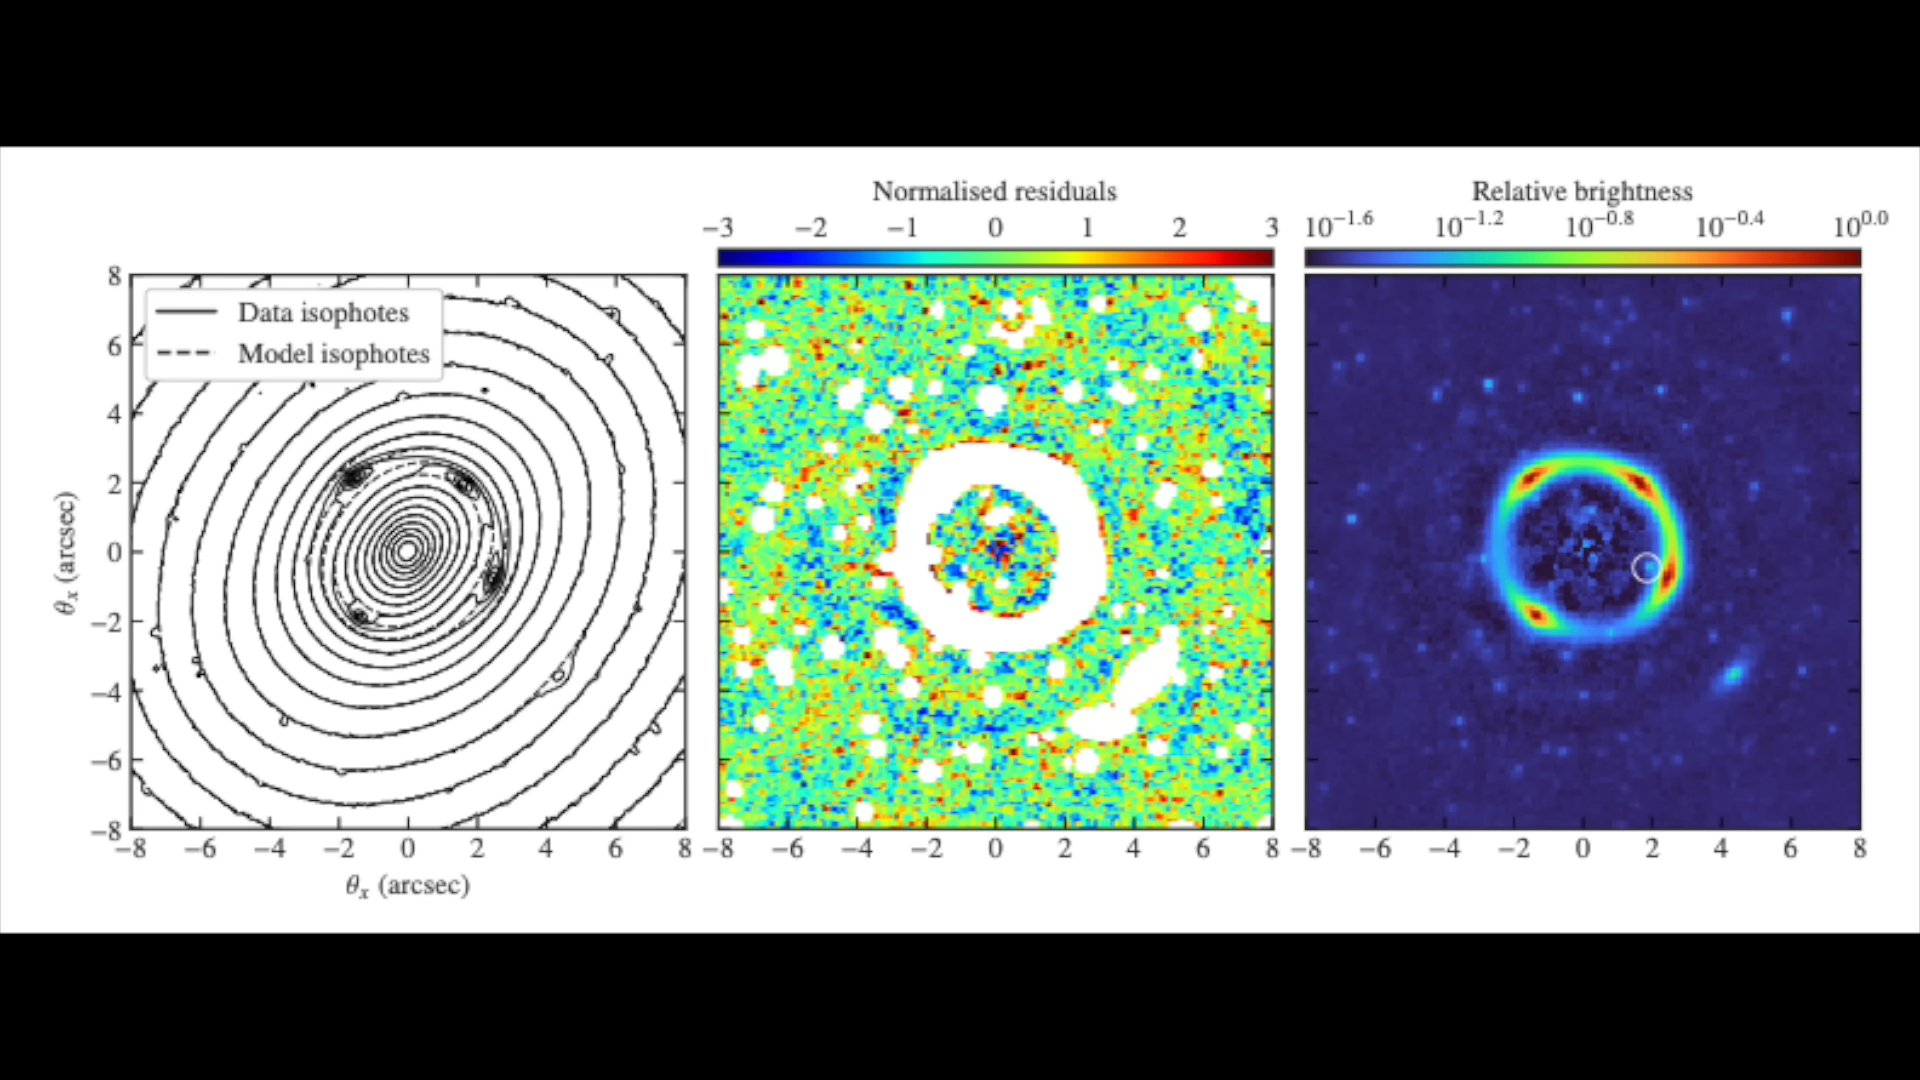 Normalised residuals
−3 −2 −1 0 1 2 3
Relative brightness
10^−1.6 10^−1.2 10^−0.8 10^−0.4 10^0.0
Data isophotes
Model isophotes
8
6
4
2
0
−2
−4
−6
−8
θx (arcsec)
−8 −6 −4 −2 0 2 4 6 8
θx (arcsec)
−8 −6 −4 −2 0 2 4 6 8
−8 −6 −4 −2 0 2 4 6 8